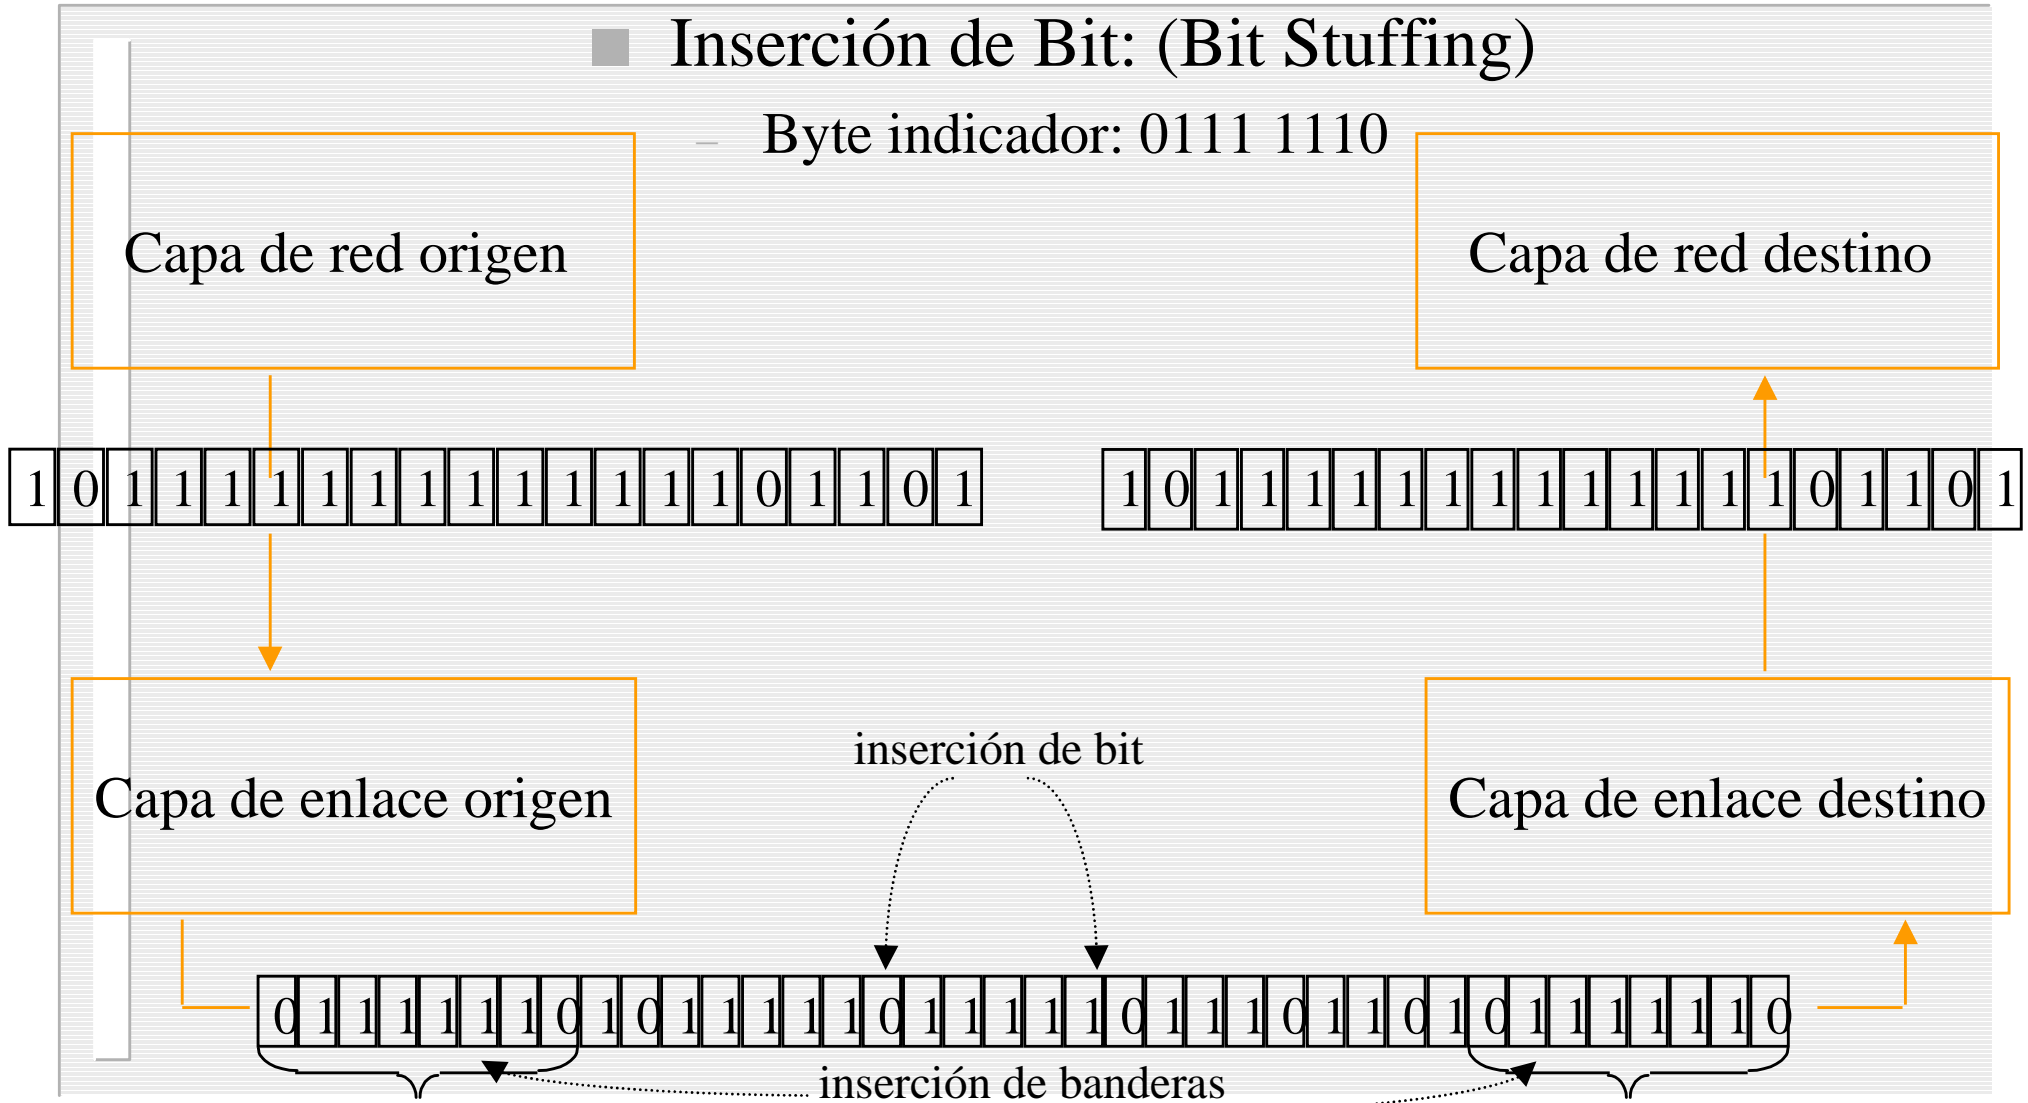 Inserción de Bit: (Bit Stuffing)
– Byte indicador: 0111 1110
Capa de red origen
Capa de red destino
1 0 1 1 1 1 1 1 1 1 1 1 1 1 1 0 1 1 0 1
1 0 1 1 1 1 1 1 1 1 1 1 1 1 1 0 1 1 0 1
inserción de bit
Capa de enlace origen
Capa de enlace destino
0 1 1 1 1 1 1 0 1 0 1 1 1 1 1 0 1 1 1 1 1 0 1 1 1 0 1 1 0 1 0 1 1 1 1 1 1 0
inserción de banderas